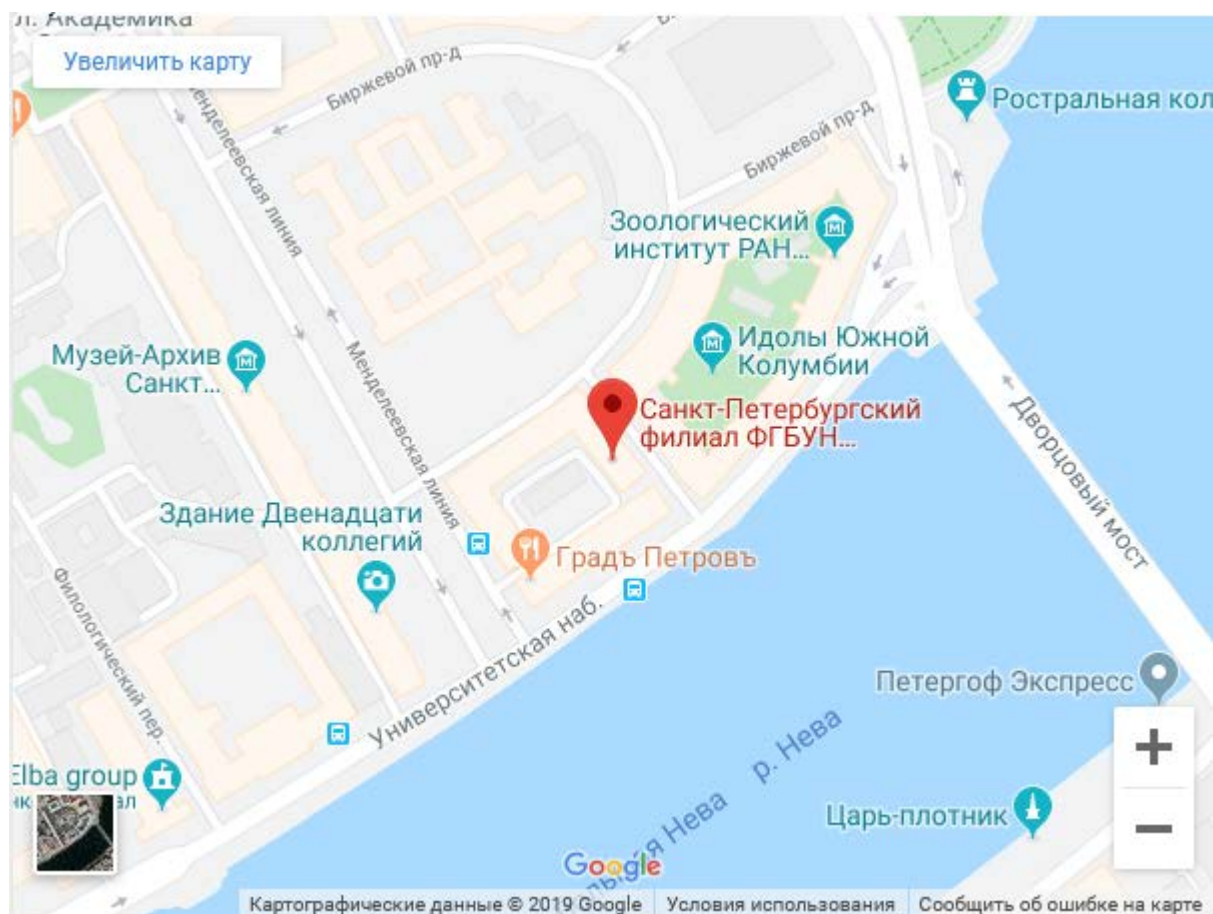 л. Академика
Увеличить карту
Биржевой пр-д
Ростральная кол
Биржевой пр-д
Менделеевская линия
Зоологический
институт РАН...
Идолы Южной
Колумбии
Музей-Архив
Санкт...
Менделеевская линия
Санкт-Петербургский
филиал ФГБУН...
Дворцовый мост
Здание Двенадцати
коллегий
Градъ Петровъ
Филологический пер.
Университетская наб.
Петергоф Экспресс
Elba group
р. Нева
Нева
Царь-плотник
Google
Картографические данные © 2019 Google
Условия использования
Сообщить об ошибке на карте